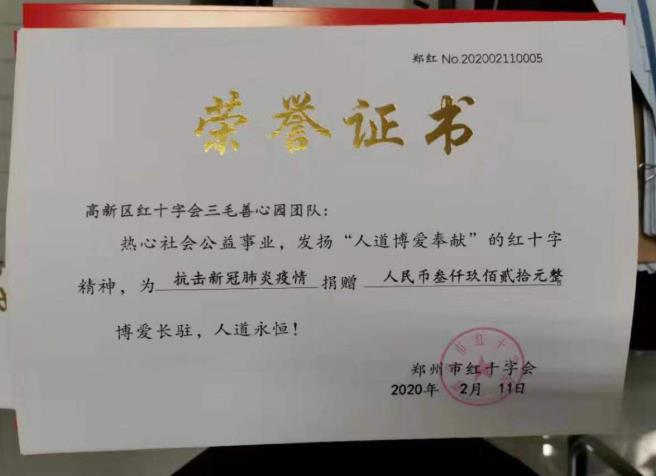 郑红 No.202002110005
荣誉证书
高新区红十字会三毛善心园团队：
热心社会公益事业，发扬“人道博爱奉献”的红十字
精神，为 抗击新冠肺炎疫情 捐赠 人民币叁仟玖佰贰拾元整
博爱长驻，人道永恒！
郑州市红十字会
2020年 2月 11日